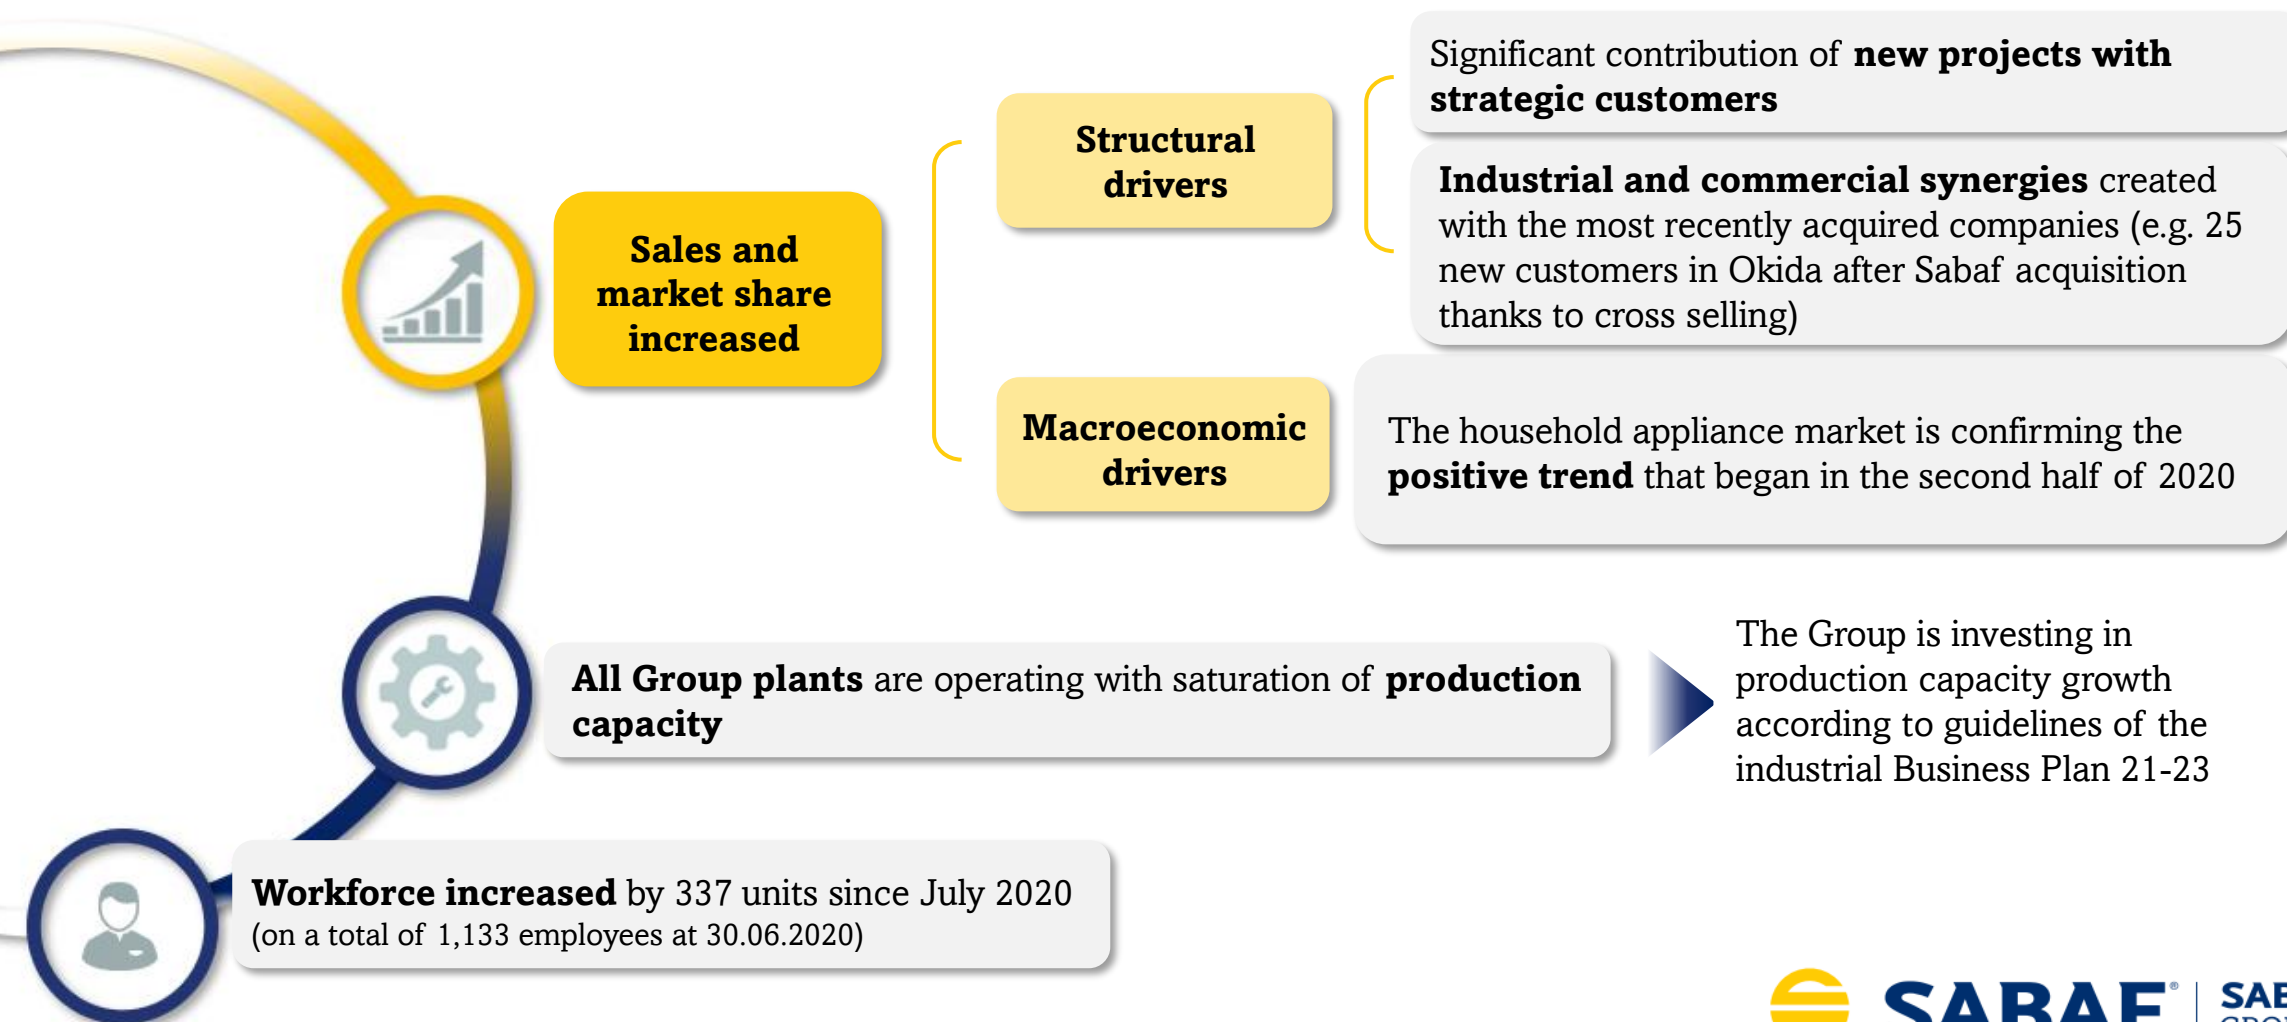 Significant contribution of new projects with
strategic customers
Structural
drivers
Industrial and commercial synergies created
with the most recently acquired companies (e.g. 25
new customers in Okida after Sabaf acquisition
thanks to cross selling)
Sales and
market share
increased
Macroeconomic
drivers
The household appliance market is confirming the
positive trend that began in the second half of 2020
All Group plants are operating with saturation of production
capacity
The Group is investing in
production capacity growth
according to guidelines of the
industrial Business Plan 21-23
Workforce increased by 337 units since July 2020
(on a total of 1,133 employees at 30.06.2020)
SABAF®